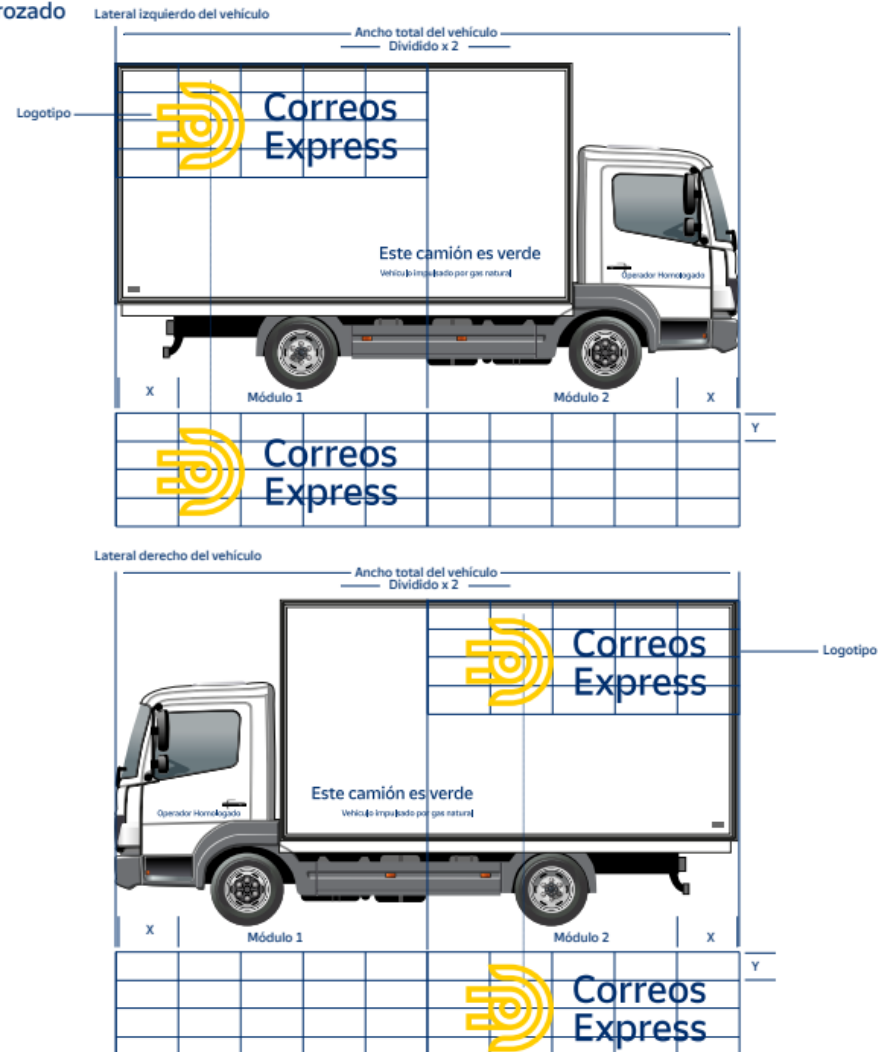 rozado
Lateral izquierdo del vehículo
Ancho total del vehículo
Dividido x 2
Logotipo
Correos
Express
Este camión es verde
Vehículo impulsado por gas natural
Operador Homologado
X
Módulo 1
Módulo 2
X
Y
Correos
Express
Lateral derecho del vehículo
Ancho total del vehículo
Dividido x 2
Correos
Express
Logotipo
Este camión es verde
Vehículo impulsado por gas natural
Operador Homologado
X
Módulo 1
Módulo 2
X
Y
Correos
Express